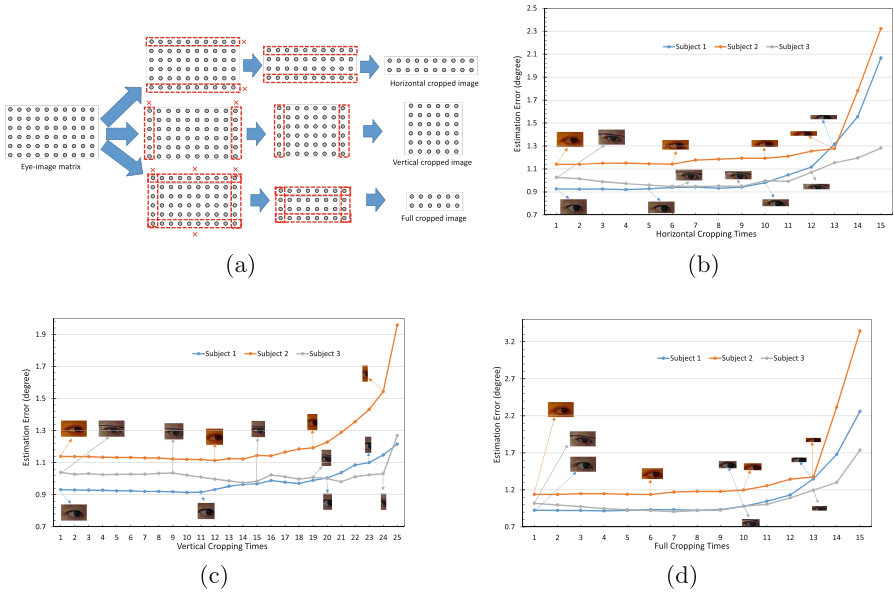 Eye-image matrix
Horizontal cropped image
Vertical cropped image
Full cropped image
(a)
Estimation Error (degree)
2.5
2.3
2.1
1.9
1.7
1.5
1.3
1.1
0.9
0.7
Subject 1 Subject 2 Subject 3
1 2 3 4 5 6 7 8 9 10 11 12 13 14 15
Horizontal Cropping Times
(b)
Estimation Error (degree)
1.9
1.7
1.5
1.3
1.1
0.9
0.7
Subject 1 Subject 2 Subject 3
1 2 3 4 5 6 7 8 9 10 11 12 13 14 15 16 17 18 19 20 21 22 23 24 25
Vertical Cropping Times
(c)
Estimation Error (degree)
3.2
2.7
2.2
1.7
1.2
0.7
Subject 1 Subject 2 Subject 3
1 2 3 4 5 6 7 8 9 10 11 12 13 14 15
Full Cropping Times
(d)